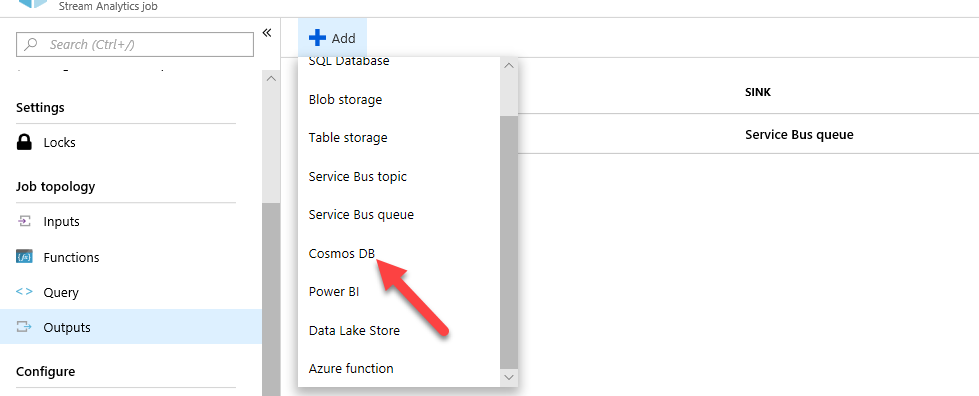 Stream Analytics job
Search (Ctrl+/)
Settings
Locks
Job topology
Inputs
Functions
Query
Outputs
Configure
Add
SQL Database
Blob storage
Table storage
Service Bus topic
Service Bus queue
Cosmos DB
Power BI
Data Lake Store
Azure function
SINK
Service Bus queue